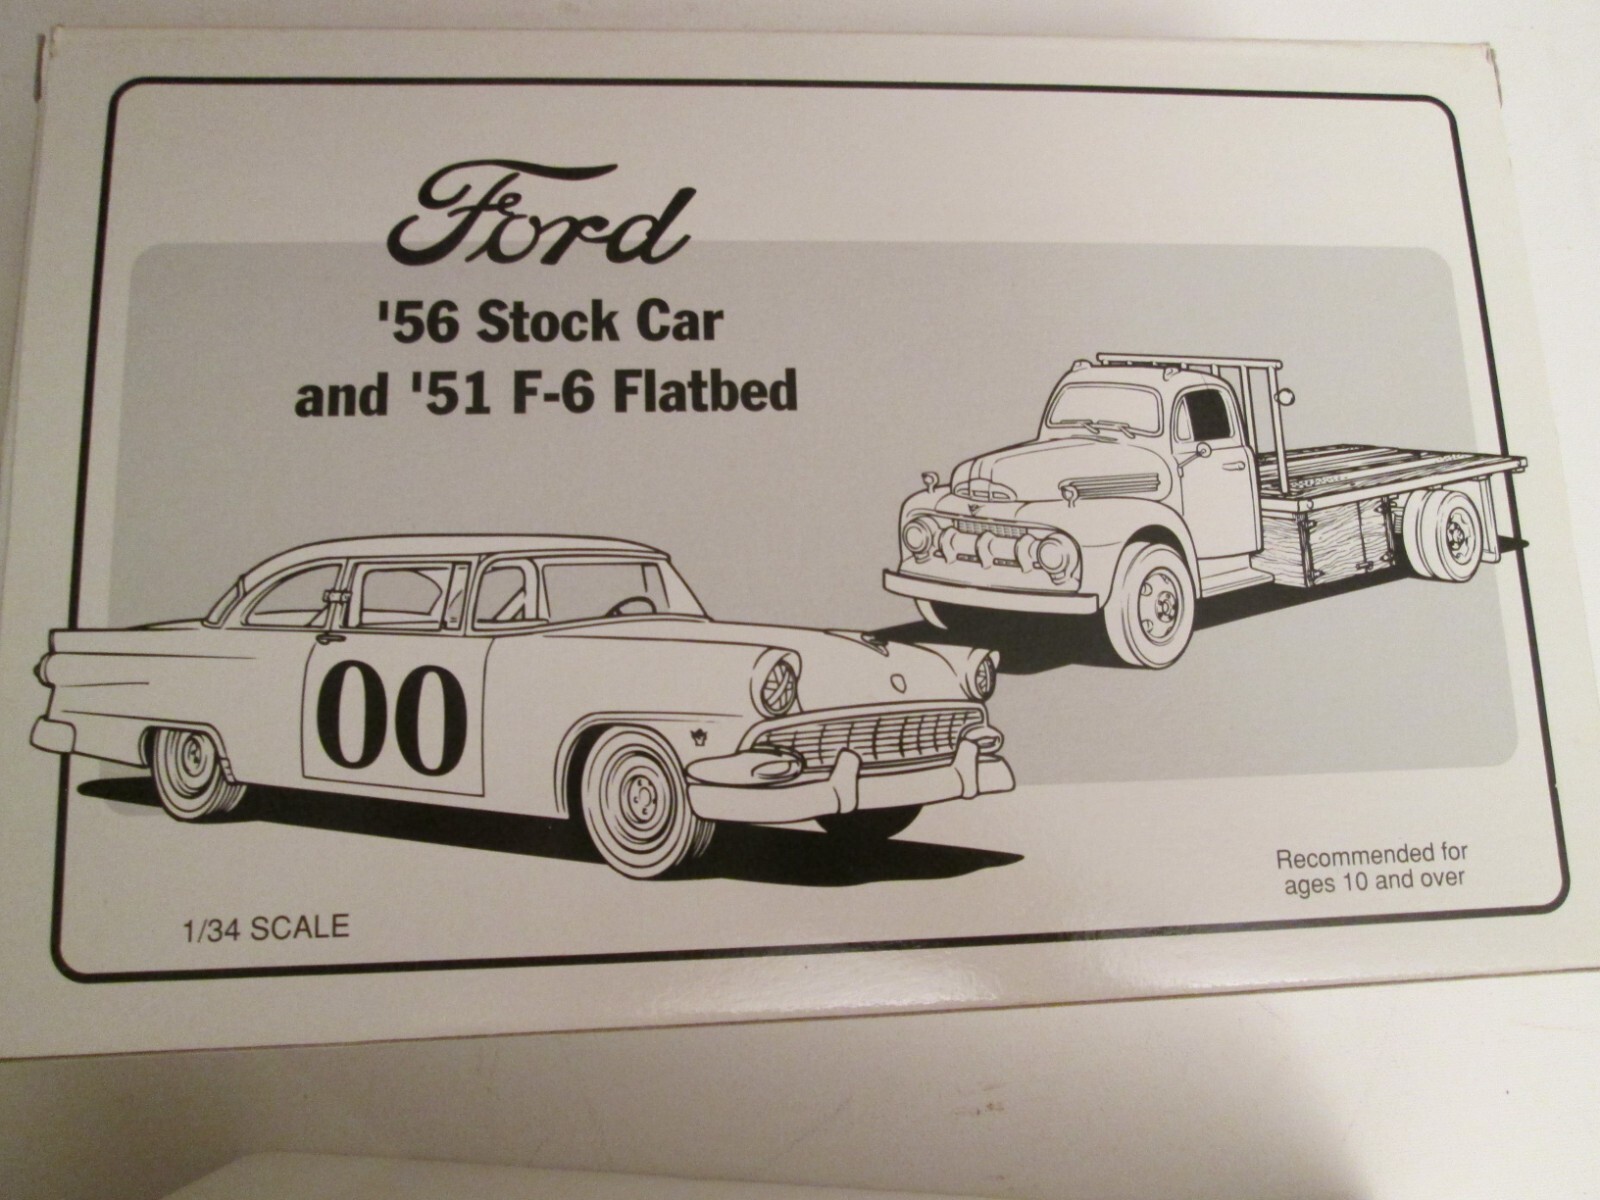 Ford
'56 Stock Car
and '51 F-6 Flatbed
00
Recommended for
ages 10 and over
1/34 SCALE